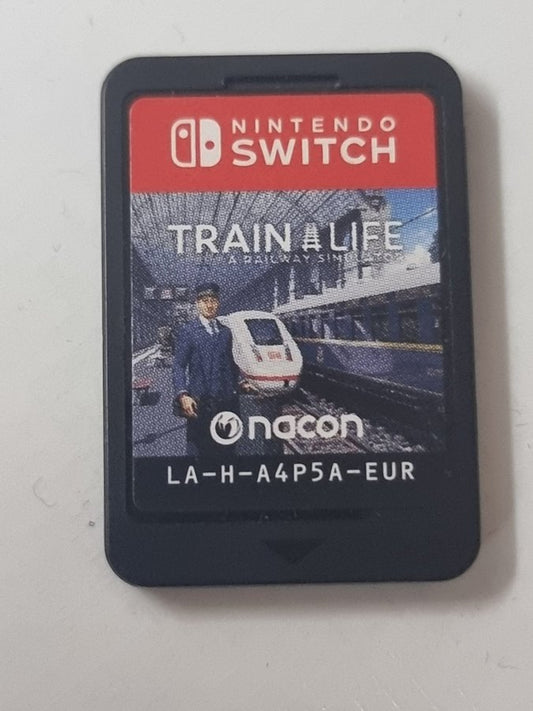 NINTENDO
SWITCH
TRAIN LIFE
A RAILWAY SIMULATOR
nacon
LA-H-A4P5A-EUR